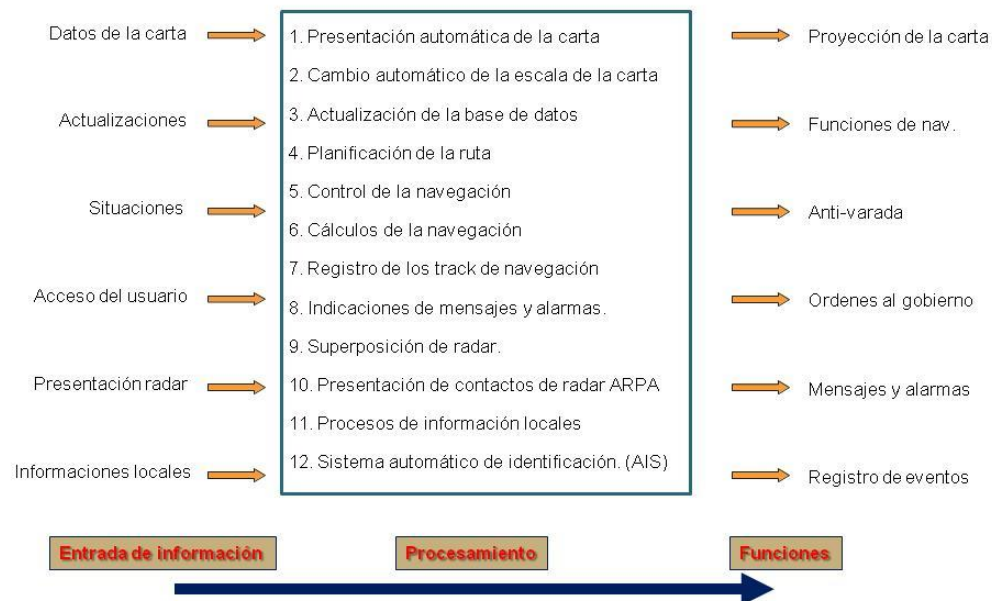 Datos de la carta
Actualizaciones
Situaciones
Acceso del usuario
Presentación radar
Informaciones locales
1. Presentación automática de la carta
2. Cambio automático de la escala de la carta
3. Actualización de la base de datos
4. Planificación de la ruta
5. Control de la navegación
6. Cálculos de la navegación
7. Registro de los track de navegación
8. Indicaciones de mensajes y alarmas.
9. Superposición de radar.
10. Presentación de contactos de radar ARPA
11. Procesos de información locales
12. Sistema automático de identificación. (AIS)
Proyección de la carta
Funciones de nav.
Anti-varada
Ordenes al gobierno
Mensajes y alarmas
Registro de eventos
Entrada de información
Procesamiento
Funciones